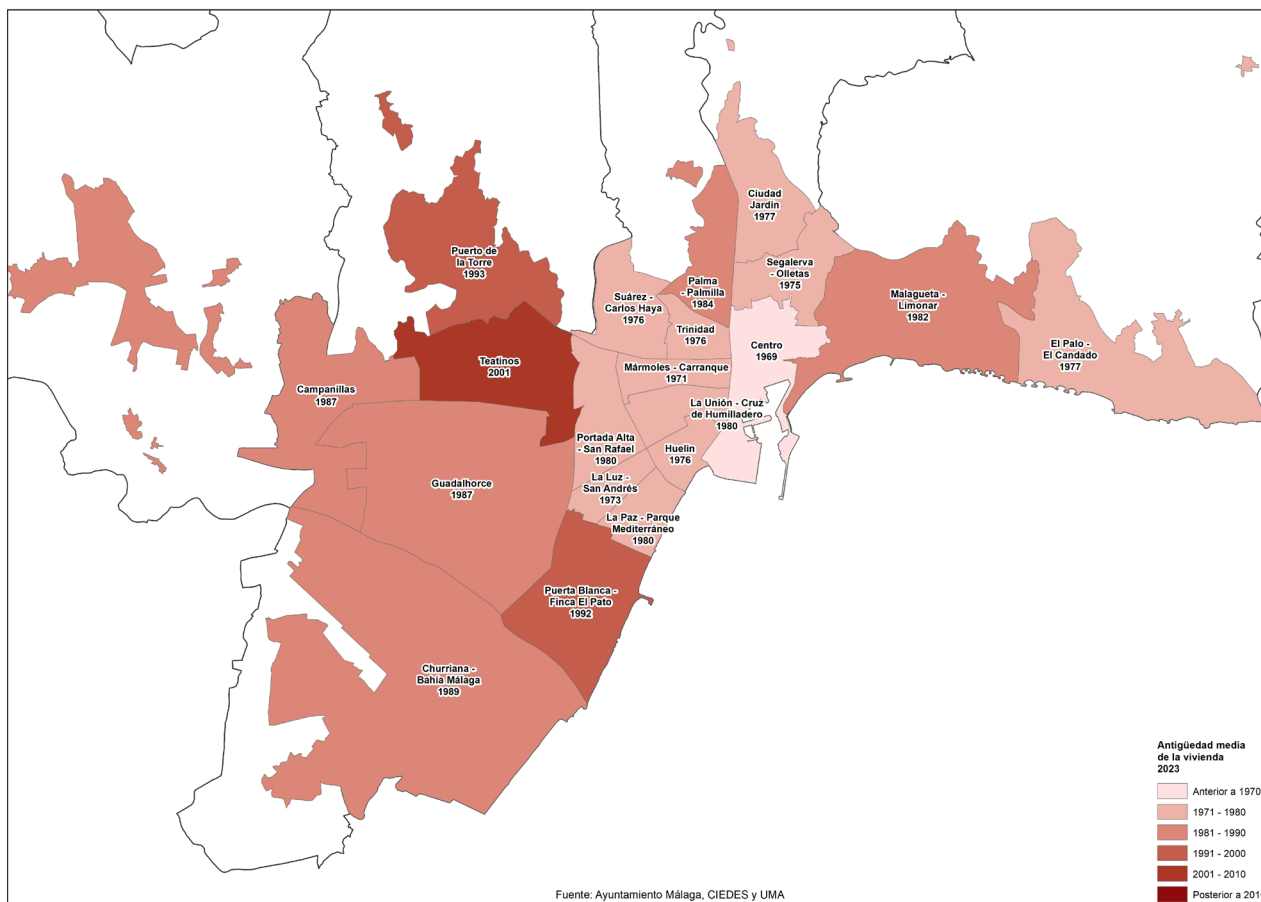 Ciudad
Jardín
1977
Puerto de
la Torre
1993
Segalerva
- Olletas
1975
Palma
- Palmilla
1984
Malagueta -
Limonar
1982
Suárez -
Carlos Haya
1976
Trinidad
1976
Centro
1969
El Palo -
El Candado
1977
Teatinos
2001
Mármoles - Carranque
1971
Campanillas
1987
La Unión - Cruz
de Humilladero
1980
Portada Alta
- San Rafael
1980
Huelin
1976
Guadalhorce
1987
La Luz -
San Andrés
1973
La Paz - Parque
Mediterráneo
1980
Puerta Blanca -
Finca El Pato
1992
Churriana -
Bahía Málaga
1989
Antigüedad media
de la vivienda
2023
Anterior a 1970
1971 - 1980
1981 - 1990
1991 - 2000
2001 - 2010
Posterior a 201
Fuente: Ayuntamiento Málaga, CIEDES y UMA